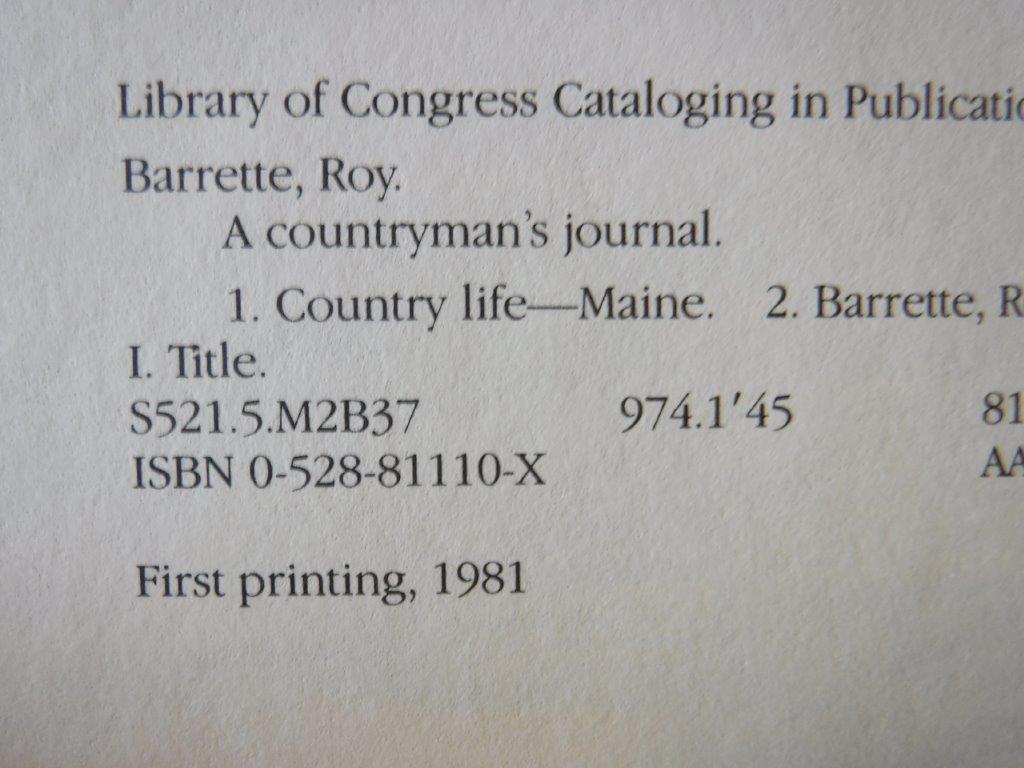 Library of Congress Cataloging in
Barrette, Roy.
A countryman's journal.
1. Country life—Maine. 2. Barrette, R
I. Title.
S521.5.M2B37 974.1'45 81
ISBN 0-528-81110-X AA
First printing, 1981